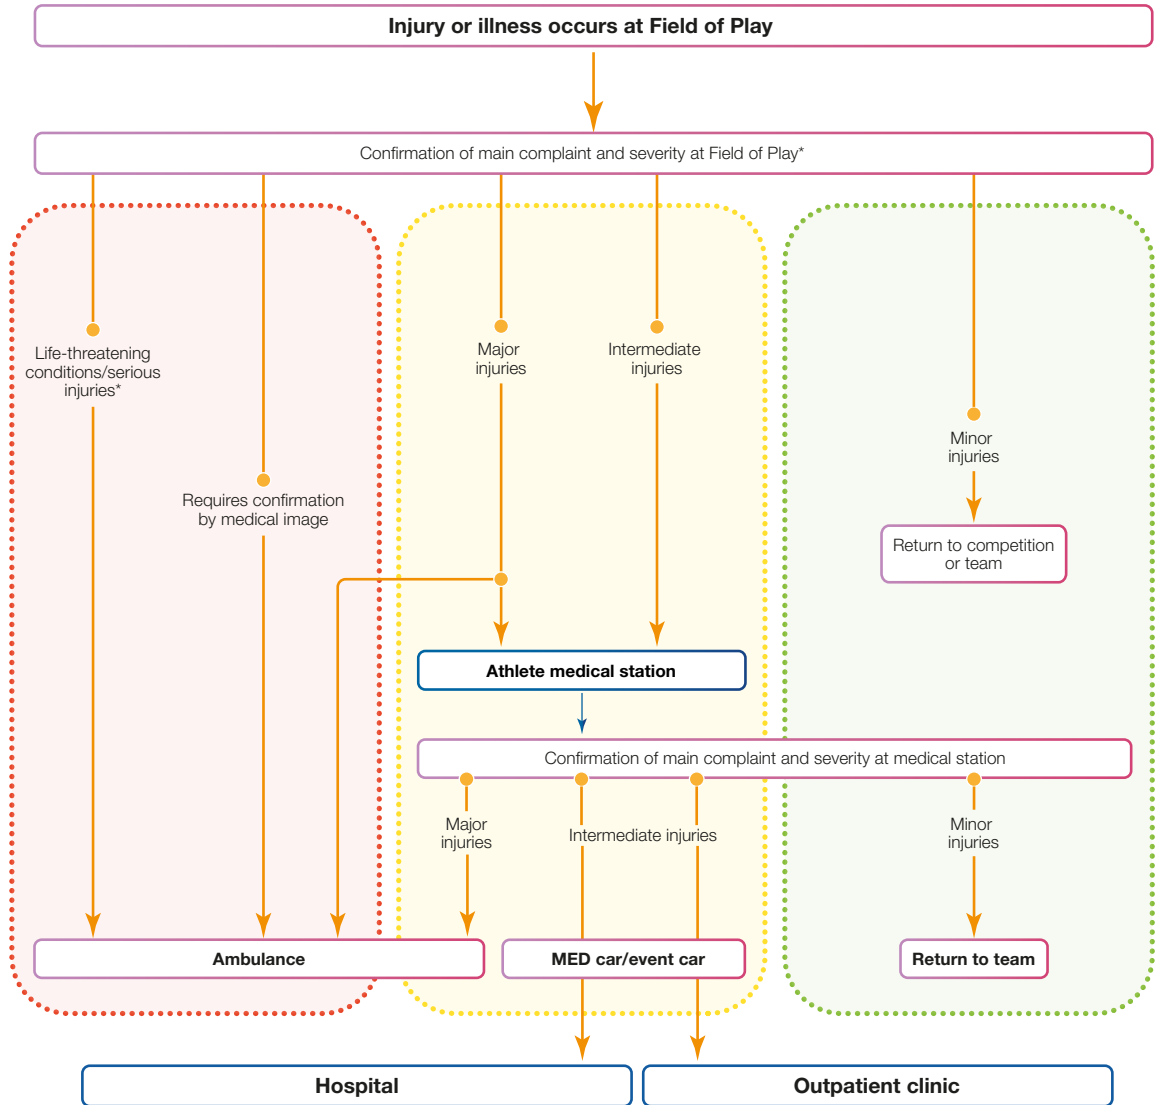 Injury or illness occurs at Field of Play
Confirmation of main complaint and severity at Field of Play*
Life-threatening
conditions/serious
injuries*
Requires confirmation
by medical image
Major
injuries
Intermediate
injuries
Minor
injuries
Return to competition
or team
Athlete medical station
Confirmation of main complaint and severity at medical station
Major
injuries
Intermediate injuries
Minor
injuries
Ambulance
MED car/event car
Return to team
Hospital
Outpatient clinic